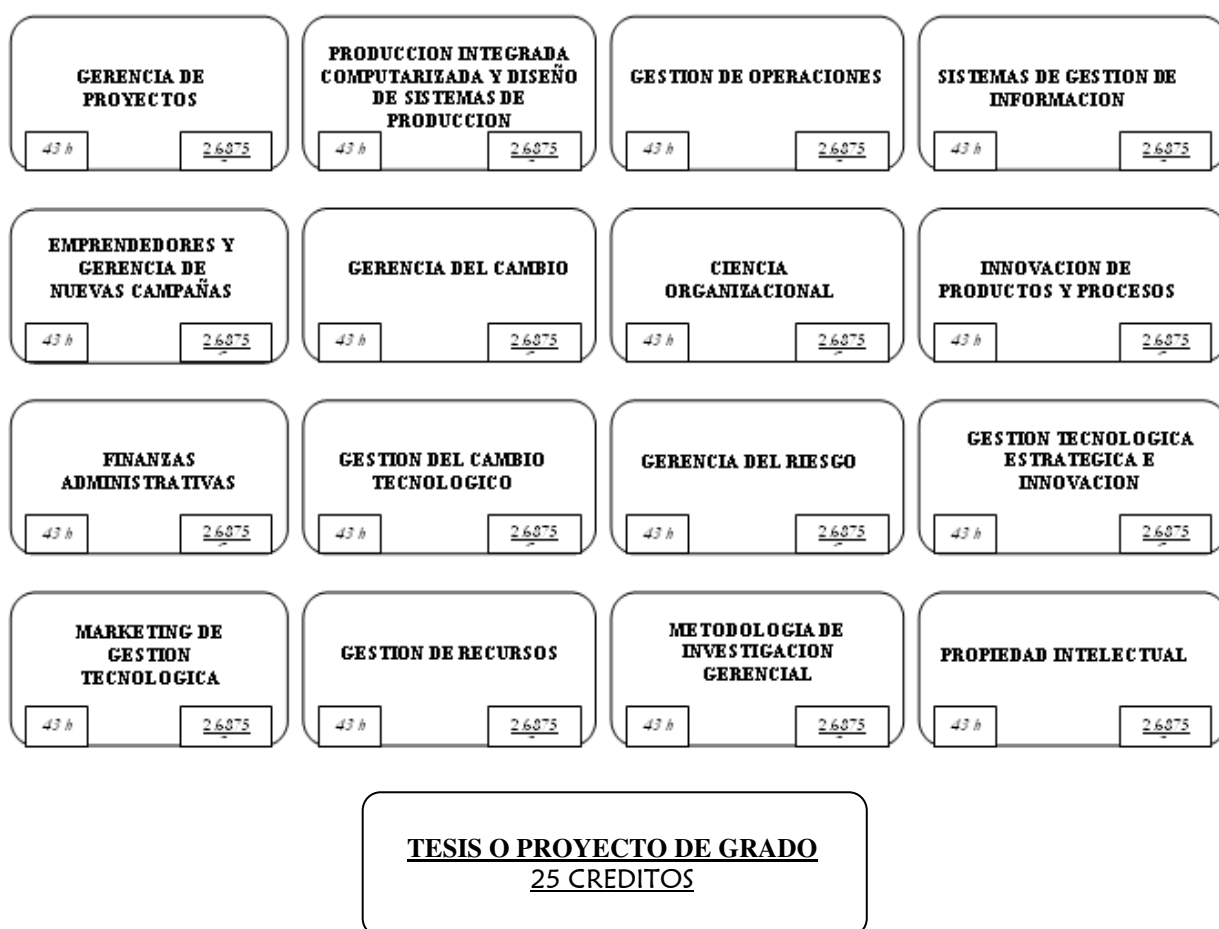 GERENCIA DE
PROYECTOS
43 h
2.6875
PRODUCCION INTEGRADA
COMPUTARIZADA Y DISEÑO
DE SISTEMAS DE
PRODUCCION
43 h
2.6875
GESTION DE OPERACIONES
43 h
2.6875
SISTEMAS DE GESTION DE
INFORMACION
43 h
2.6875
EMPRENDEDORES Y
GERENCIA DE
NUEVAS CAMPAÑAS
43 h
2.6875
GERENCIA DEL CAMBIO
43 h
2.6875
CIENCIA
ORGANIZACIONAL
43 h
2.6875
INNOVACION DE
PRODUCTOS Y PROCESOS
43 h
2.6875
FINANZAS
ADMINISTRATIVAS
43 h
2.6875
GESTION DEL CAMBIO
TECNOLOGICO
43 h
2.6875
GERENCIA DEL RIESGO
43 h
2.6875
GESTION TECNOLOGICA
ESTRATEGICA E
INNOVACION
43 h
2.6875
MARKETING DE
GESTION
TECNOLOGICA
43 h
2.6875
GESTION DE RECURSOS
43 h
2.6875
METODOLOGIA DE
INVESTIGACION
GERENCIAL
43 h
2.6875
PROPIEDAD INTELECTUAL
43 h
2.6875
TESIS O PROYECTO DE GRADO
25 CREDITOS